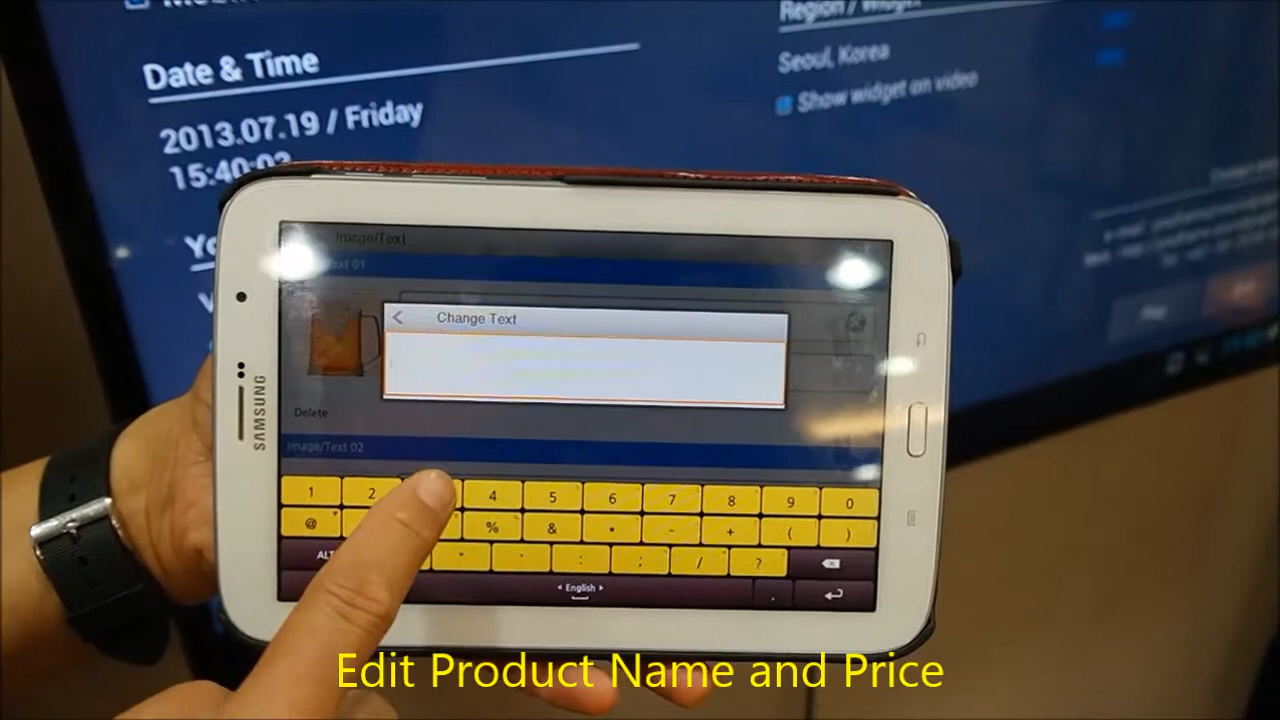 Date & Time
2013.07.19 / Friday
15:40:03
Region / Widget
Seoul, Korea
Show widget on video
SAMSUNG
Image/Text
Text 01
Change Text
Delete
Image/Text 02
1 2 4 5 6 7 8 9 0
@ % & - + ( )
ALT " ' : ; / ?
English .
Edit Product Name and Price